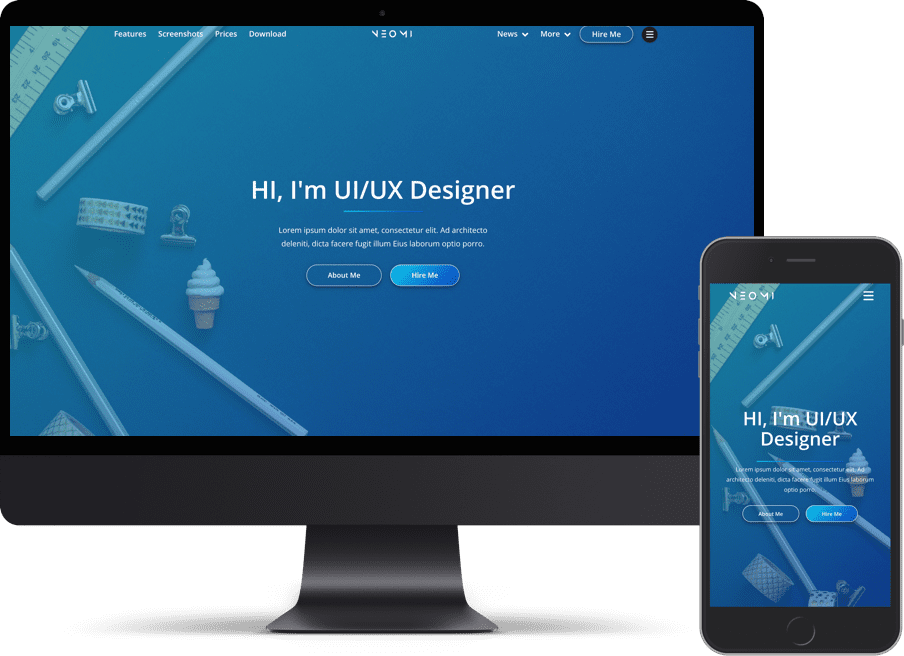 Features Screenshots Prices Download NEOMI News More Hire Me
HI, I'm UI/UX Designer
Lorem ipsum dolor sit amet, consectetur elit. Ad architecto
deleniti, dicta facere fugit illum Eius laborum optio porro.
About Me Hire Me
NEOMI
HI, I'm UI/UX
Designer
Lorem ipsum dolor sit amet, consectetur elit. Ad
architecto deleniti, dicta facere fugit illum Eius laborum
optio porro.
About Me Hire Me